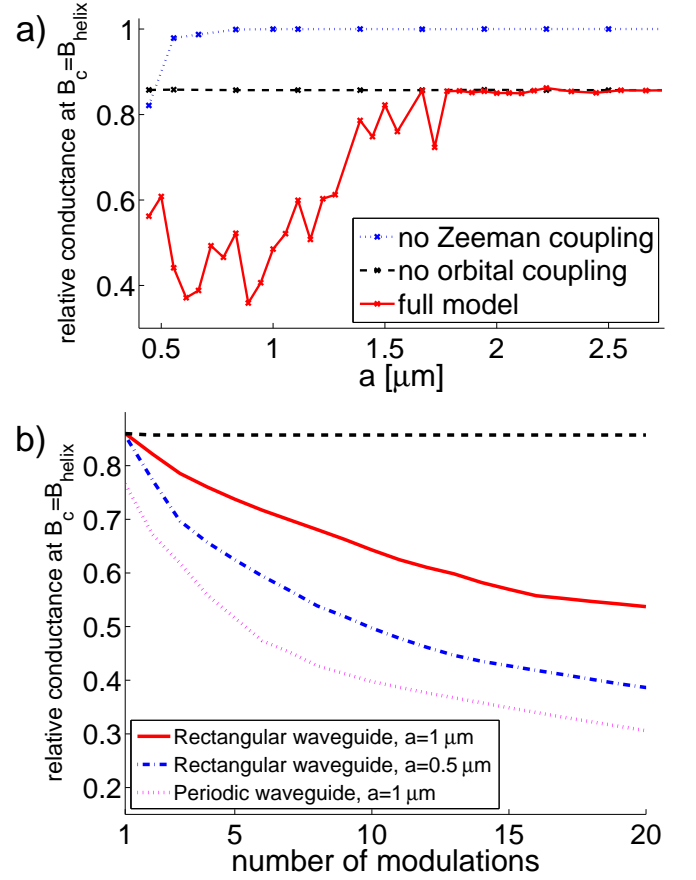 a)
relative conductance at B_c=B_helix
1
0.8
0.6
0.4
no Zeeman coupling
no orbital coupling
full model
0.5
1
1.5
2
2.5
a [μm]
b)
relative conductance at B_c=B_helix
0.8
0.7
0.6
0.5
0.4
0.3
0.2
Rectangular waveguide, a=1 μm
Rectangular waveguide, a=0.5 μm
Periodic waveguide, a=1 μm
1
5
10
15
20
number of modulations